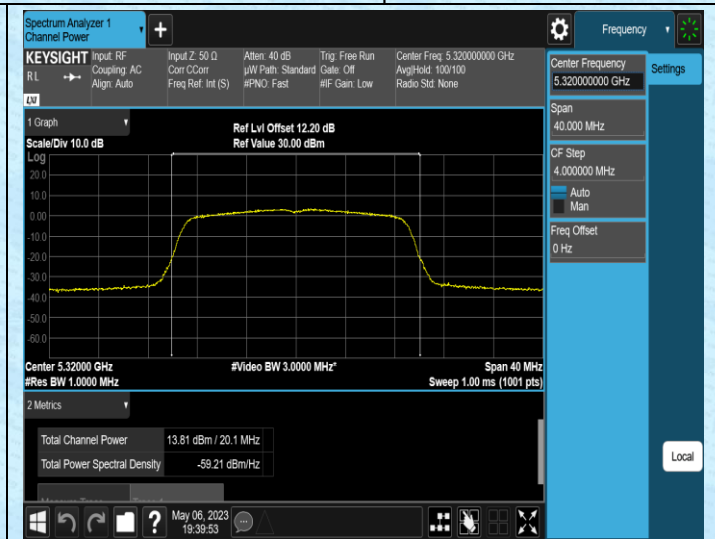 Spectrum Analyzer 1
Channel Power
+
Frequency
KEYSIGHT
RL
LXI
Input: RF
Coupling: AC
Align: Auto
Input Z: 50 Ω
Corr CCorr
Freq Ref: Int (S)
Atten: 40 dB
µW Path: Standard
#PNO: Fast
Trig: Free Run
Gate: Off
#IF Gain: Low
Center Freq: 5.320000000 GHz
Avg|Hold: 100/100
Radio Std: None
Center Frequency
5.320000000 GHz
Settings
Span
40.000 MHz
CF Step
4.000000 MHz
Auto
Man
Freq Offset
0 Hz
1 Graph
Scale/Div 10.0 dB
Ref Lvl Offset 12.20 dB
Ref Value 30.00 dBm
Log
20.0
10.0
0.00
-10.0
-20.0
-30.0
-40.0
-50.0
-60.0
Center 5.32000 GHz
#Res BW 1.0000 MHz
#Video BW 3.0000 MHz*
Span 40 MHz
Sweep 1.00 ms (1001 pts)
2 Metrics
Total Channel Power 13.81 dBm / 20.1 MHz
Total Power Spectral Density -59.21 dBm/Hz
Local
?
May 06, 2023
19:39:53